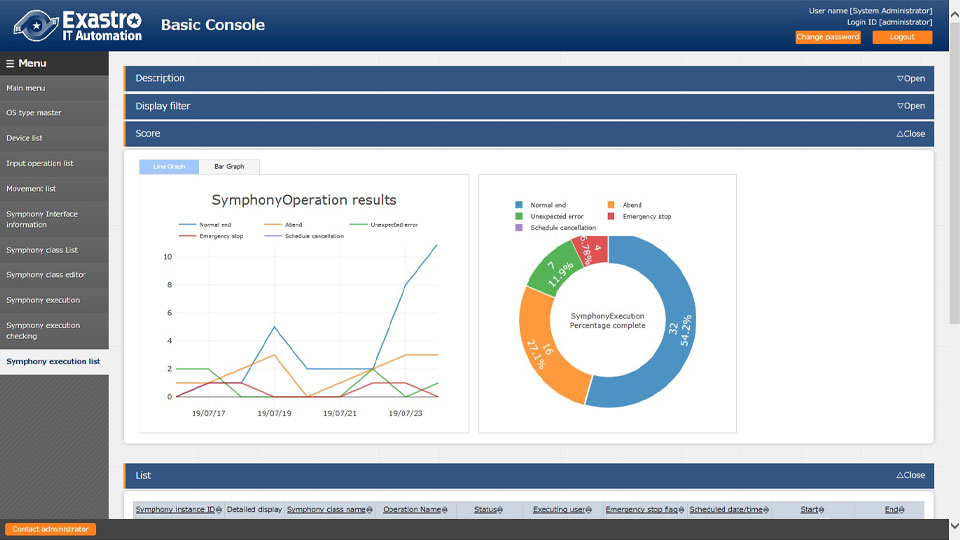 Exastro
IT Automation
Basic Console
User name [System Administrator]
Login ID [administrator]
Change password
Logout
☰ Menu
Main menu
OS type master
Device list
Input operation list
Movement list
Symphony Interface
information
Symphony class List
Symphony class editor
Symphony execution
Symphony execution
checking
Symphony execution list
Contact administrator
Description
▽Open
Display filter
▽Open
Score
△Close
Line Graph
Bar Graph
SymphonyOperation results
Normal end
Abend
Unexpected error
Emergency stop
Schedule cancellation
10
8
6
4
2
0
19/07/17
19/07/19
19/07/21
19/07/23
Normal end
Abend
Unexpected error
Emergency stop
Schedule cancellation
4
7
11.9%
16
27.1%
32
54.2%
SymphonyExecution
Percentage complete
List
△Close
Symphony instance ID
Detailed display
Symphony class name
Operation Name
Status
Executing user
Emergency stop flag
Scheduled date/time
Start
End